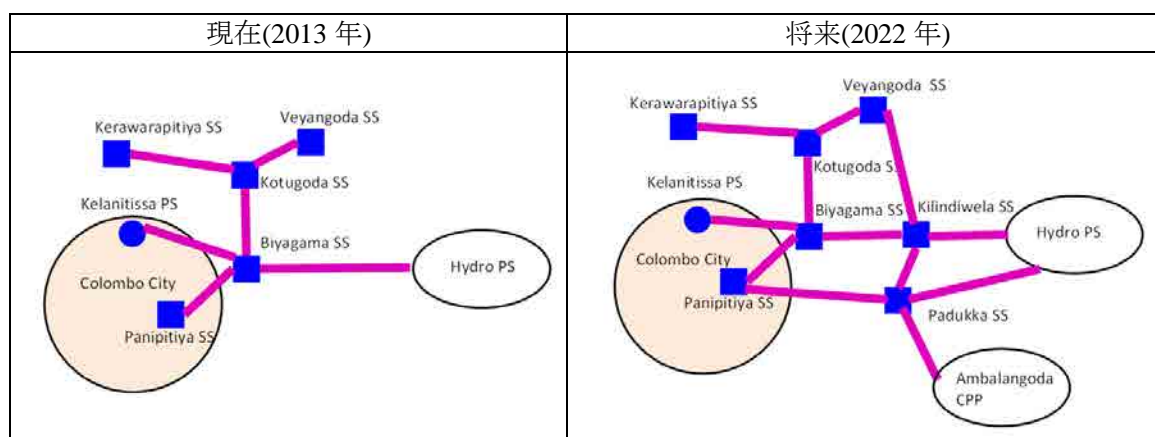 現在(2013 年)
将来(2022 年)
Veyangoda SS
Kerawarapitiya SS
Kotugoda SS
Kelanitissa PS
Biyagama SS
Hydro PS
Colombo City
Panipitiya SS
Veyangoda SS
Kerawarapitiya SS
Kotugoda S
Kelanitissa PS
Biyagama SS
Kilindiwela SS
Hydro PS
Colombo City
Panipitiya SS
Padukka SS
Ambalangoda
CPP